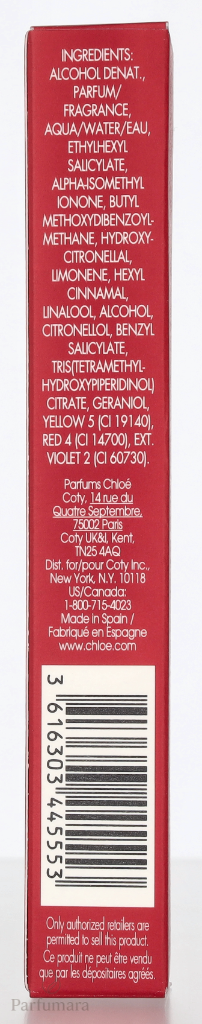 INGREDIENTS:
ALCOHOL DENAT.,
PARFUM/
FRAGRANCE,
AQUA/WATER/EAU,
ETHYLHEXYL
SALICYLATE,
ALPHA-ISOMETHYL
IONONE, BUTYL
METHOXYDIBENZOYL-
METHANE, HYDROXY-
CITRONELLAL,
LIMONENE, HEXYL
CINNAMAL,
LINALOOL, ALCOHOL,
CITRONELLOL, BENZYL
SALICYLATE,
TRIS(TETRAMETHYL-
HYDROXYPIPERIDINOL)
CITRATE, GERANIOL,
YELLOW 5 (CI 19140),
RED 4 (CI 14700), EXT.
VIOLET 2 (CI 60730).
Parfums Chloé
Coty, 14 rue du
Quatre Septembre,
75002 Paris
Coty UK&I, Kent,
TN25 4AQ
Dist. for/pour Coty Inc.,
New York, N.Y. 10118
US/Canada:
1-800-715-4023
Made in Spain /
Fabriqué en Espagne
www.chloe.com
3 616303 445553
Only authorized retailers are
permitted to sell this product.
Ce produit ne peut être vendu
que par les dépositaires agréés.
Parfumara